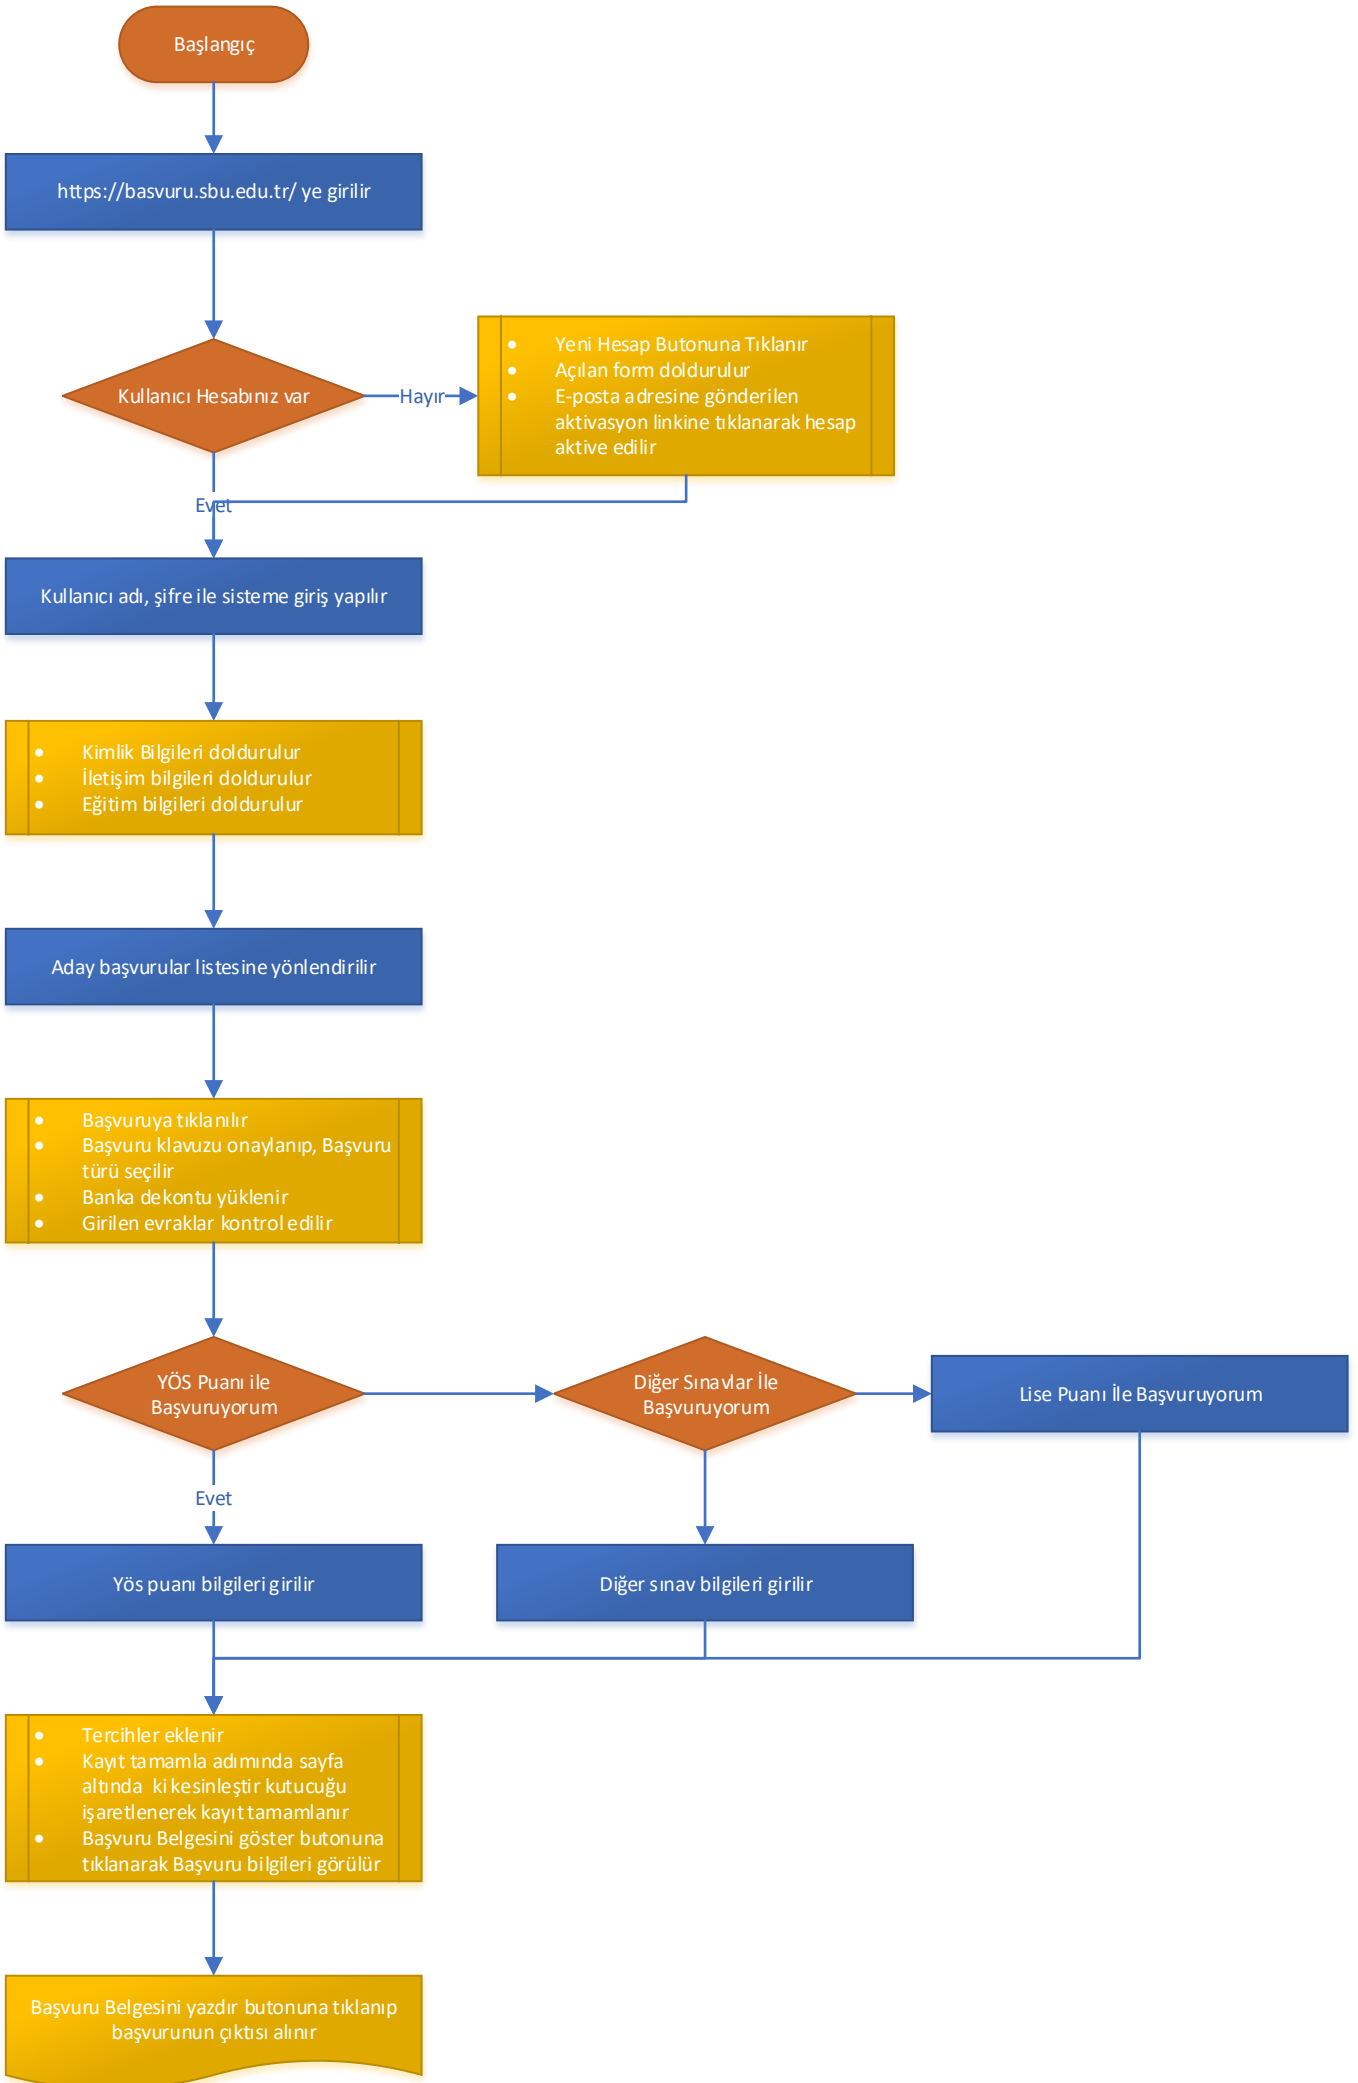 Başlangıç
https://basvuru.sbu.edu.tr/ ye girilir
Kullanıcı Hesabınız var
Hayır
• Yeni Hesap Butonuna Tıklanır
• Açılan form doldurulur
• E-posta adresine gönderilen
aktivasyon linkine tıklanarak hesap
aktive edilir
Evet
Kullanıcı adı, şifre ile sisteme giriş yapılır
• Kimlik Bilgileri doldurulur
• İletişim bilgileri doldurulur
• Eğitim bilgileri doldurulur
Aday başvurular listesine yönlendirilir
• Başvuruya tıklanılır
• Başvuru klavuzu onaylanıp, Başvuru
türü seçilir
• Banka dekontu yüklenir
• Girilen evraklar kontrol edilir
YÖS Puanı ile
Başvuruyorum
Diğer Sınavlar İle
Başvuruyorum
Lise Puanı İle Başvuruyorum
Evet
Yös puanı bilgileri girilir
Diğer sınav bilgileri girilir
• Tercihler eklenir
• Kayıt tamamla adımında sayfa
altında ki kesinleştir kutucuğu
işaretlenerek kayıt tamamlanır
• Başvuru Belgesini göster butonuna
tıklanarak Başvuru bilgileri görülür
Başvuru Belgesini yazdır butonuna tıklanıp
başvurunun çıktısı alınır